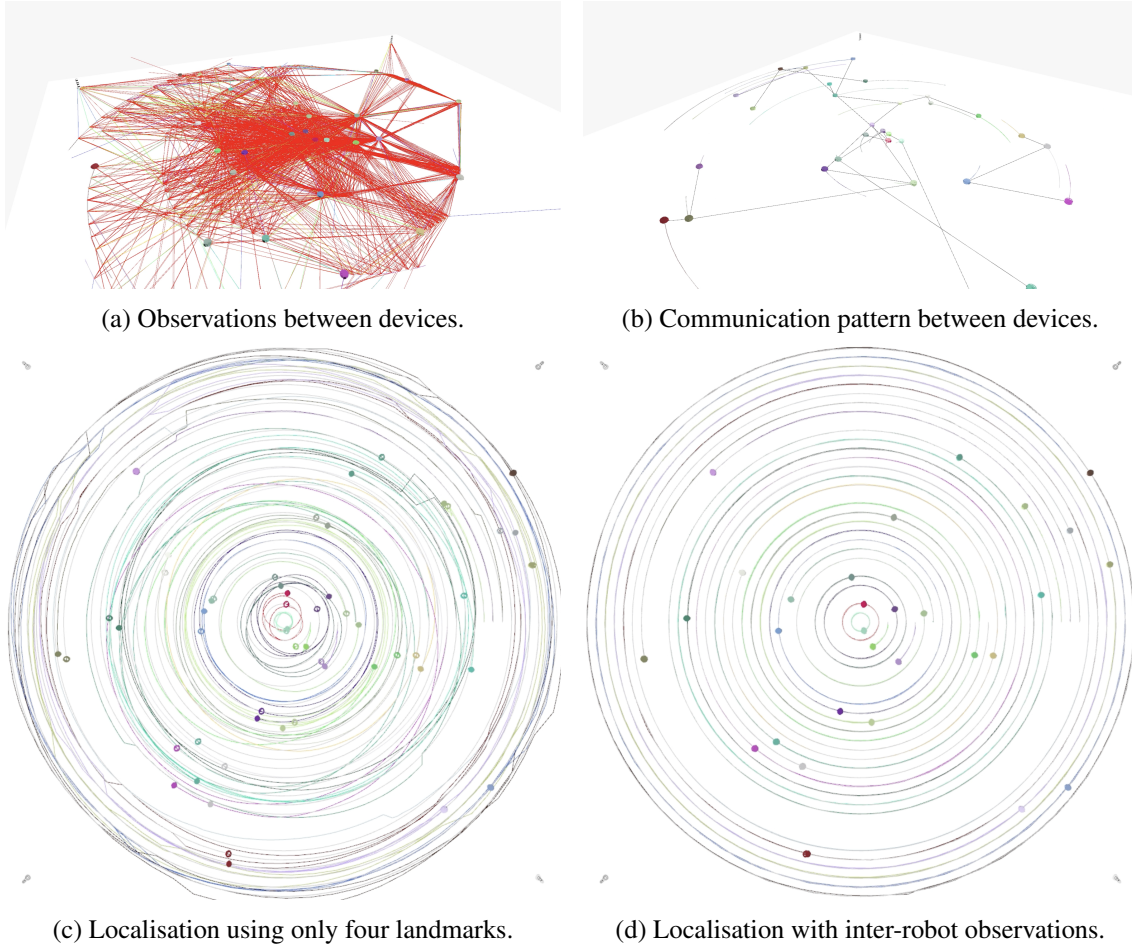 (a) Observations between devices.
(b) Communication pattern between devices.
(c) Localisation using only four landmarks.
(d) Localisation with inter-robot observations.